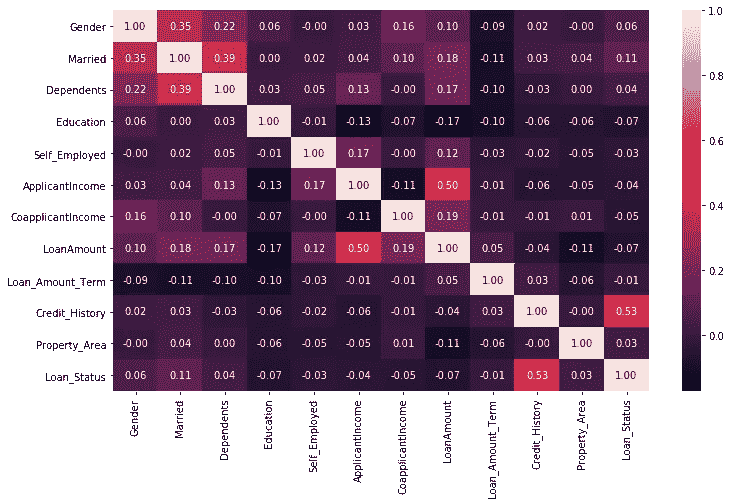 Gender 1.00 0.35 0.22 0.06 -0.00 0.03 0.16 0.10 -0.09 0.02 -0.00 0.06
Married 0.35 1.00 0.39 0.00 0.02 0.04 0.10 0.18 -0.11 0.03 0.04 0.11
Dependents 0.22 0.39 1.00 0.03 0.05 0.13 -0.00 0.17 -0.10 -0.03 0.00 0.04
Education 0.06 0.00 0.03 1.00 -0.01 -0.13 -0.07 -0.17 -0.10 -0.06 -0.06 -0.07
Self_Employed -0.00 0.02 0.05 -0.01 1.00 0.17 -0.00 0.12 -0.03 -0.02 -0.05 -0.03
ApplicantIncome 0.03 0.04 0.13 -0.13 0.17 1.00 -0.11 0.50 -0.01 -0.06 -0.05 -0.04
CoapplicantIncome 0.16 0.10 -0.00 -0.07 -0.00 -0.11 1.00 0.19 -0.01 -0.01 0.01 -0.05
LoanAmount 0.10 0.18 0.17 -0.17 0.12 0.50 0.19 1.00 0.05 -0.04 -0.11 -0.07
Loan_Amount_Term -0.09 -0.11 -0.10 -0.10 -0.03 -0.01 -0.01 0.05 1.00 0.03 -0.06 -0.01
Credit_History 0.02 0.03 -0.03 -0.06 -0.02 -0.06 -0.01 -0.04 0.03 1.00 -0.00 0.53
Property_Area -0.00 0.04 0.00 -0.06 -0.05 -0.05 0.01 -0.11 -0.06 -0.00 1.00 0.03
Loan_Status 0.06 0.11 0.04 -0.07 -0.03 -0.04 -0.05 -0.07 -0.01 0.53 0.03 1.00
Gender
Married
Dependents
Education
Self_Employed
ApplicantIncome
CoapplicantIncome
LoanAmount
Loan_Amount_Term
Credit_History
Property_Area
Loan_Status
1.0
0.8
0.6
0.4
0.2
0.0